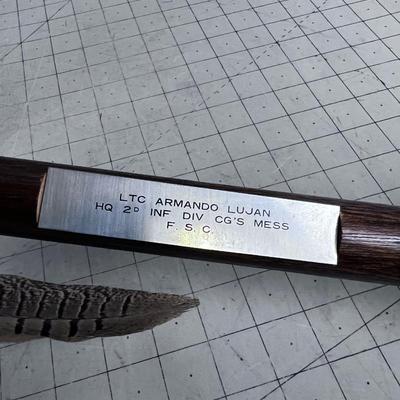 LTC ARMANDO LUJAN
HQ 2D INF DIV CG'S MESS
F. S. C.